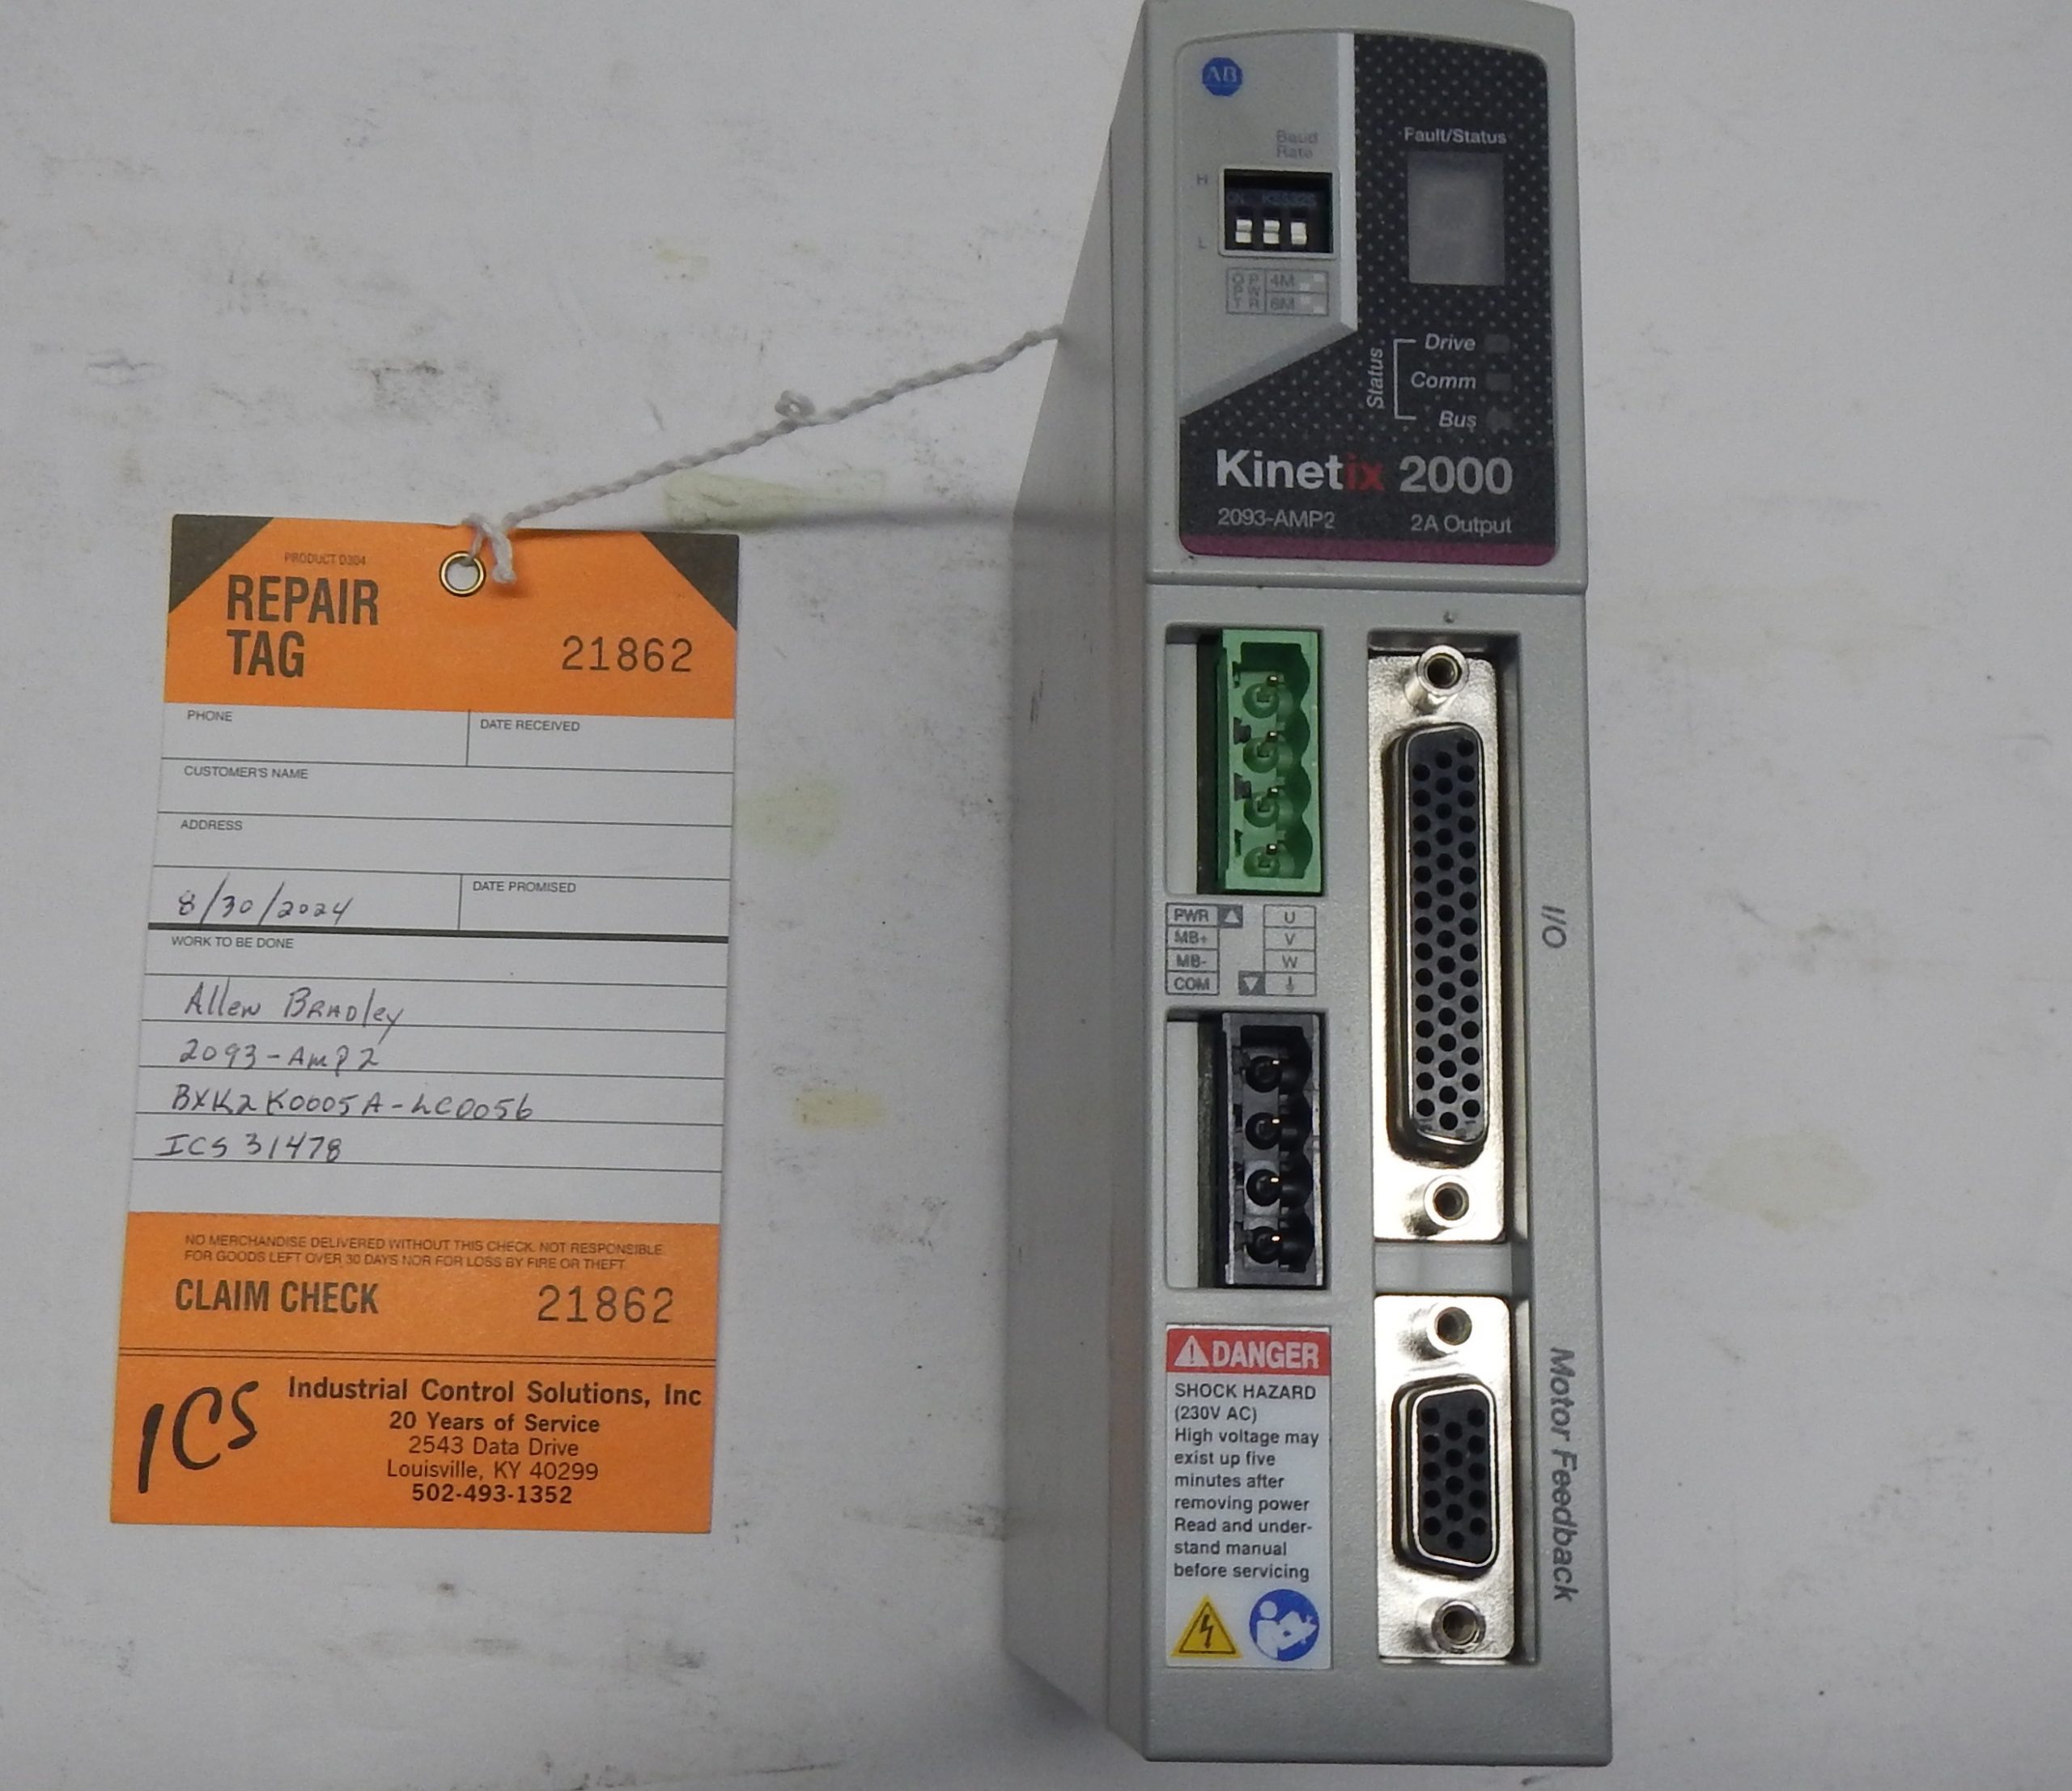 PRODUCT D304
REPAIR
TAG
21862
PHONE
DATE RECEIVED
CUSTOMER'S NAME
ADDRESS
8/30/2024
DATE PROMISED
WORK TO BE DONE
Allen Bradley
2093-AMP2
BXK2K0005A-LC0056
ICS 31478
NO MERCHANDISE DELIVERED WITHOUT THIS CHECK. NOT RESPONSIBLE
FOR GOODS LEFT OVER 30 DAYS NOR FOR LOSS BY FIRE OR THEFT.
CLAIM CHECK
21862
ICS
Industrial Control Solutions, Inc
20 Years of Service
2543 Data Drive
Louisville, KY 40299
502-493-1352
AB
Baud
Rate
H
L
OPT
PWR
4M
8M
Fault/Status
Status
Drive
Comm
Bus
Kinetix 2000
2093-AMP2
2A Output
PWR
MB+
MB-
COM
U
V
W
I/O
Motor Feedback
DANGER
SHOCK HAZARD
(230V AC)
High voltage may
exist up five
minutes after
removing power
Read and under-
stand manual
before servicing